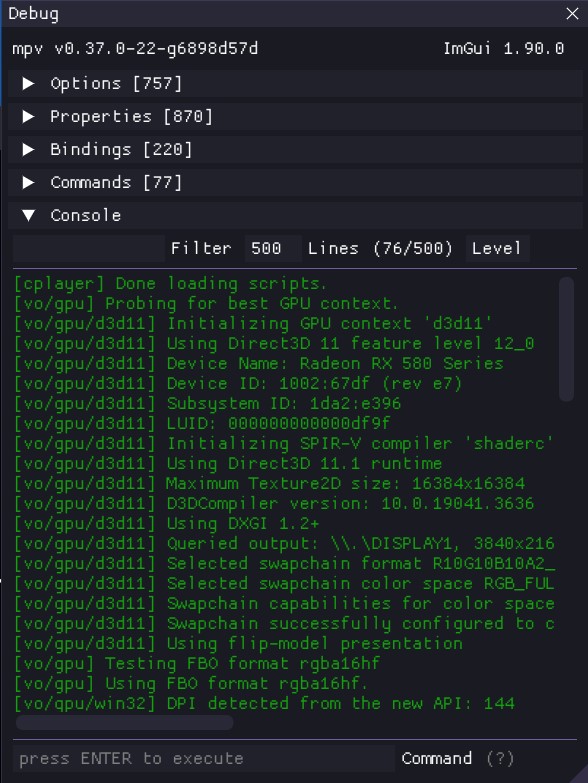 Debug
mpv v0.37.0-22-g6898d57d ImGui 1.90.0
Options [757]
Properties [870]
Bindings [220]
Commands [77]
Console
Filter 500 Lines (76/500) Level
[cplayer] Done loading scripts.
[vo/gpu] Probing for best GPU context.
[vo/gpu/d3d11] Initializing GPU context 'd3d11'
[vo/gpu/d3d11] Using Direct3D 11 feature level 12_0
[vo/gpu/d3d11] Device Name: Radeon RX 580 Series
[vo/gpu/d3d11] Device ID: 1002:67df (rev e7)
[vo/gpu/d3d11] Subsystem ID: 1da2:e396
[vo/gpu/d3d11] LUID: 000000000000df9f
[vo/gpu/d3d11] Initializing SPIR-V compiler 'shaderc'
[vo/gpu/d3d11] Using Direct3D 11.1 runtime
[vo/gpu/d3d11] Maximum Texture2D size: 16384x16384
[vo/gpu/d3d11] D3DCompiler version: 10.0.19041.3636
[vo/gpu/d3d11] Using DXGI 1.2+
[vo/gpu/d3d11] Queried output: \\.\DISPLAY1, 3840x216
[vo/gpu/d3d11] Selected swapchain format R10G10B10A2_
[vo/gpu/d3d11] Selected swapchain color space RGB_FUL
[vo/gpu/d3d11] Swapchain capabilities for color space
[vo/gpu/d3d11] Swapchain successfully configured to c
[vo/gpu/d3d11] Using flip-model presentation
[vo/gpu] Testing FBO format rgba16hf
[vo/gpu] Using FBO format rgba16hf.
[vo/gpu/win32] DPI detected from the new API: 144
press ENTER to execute Command (?)